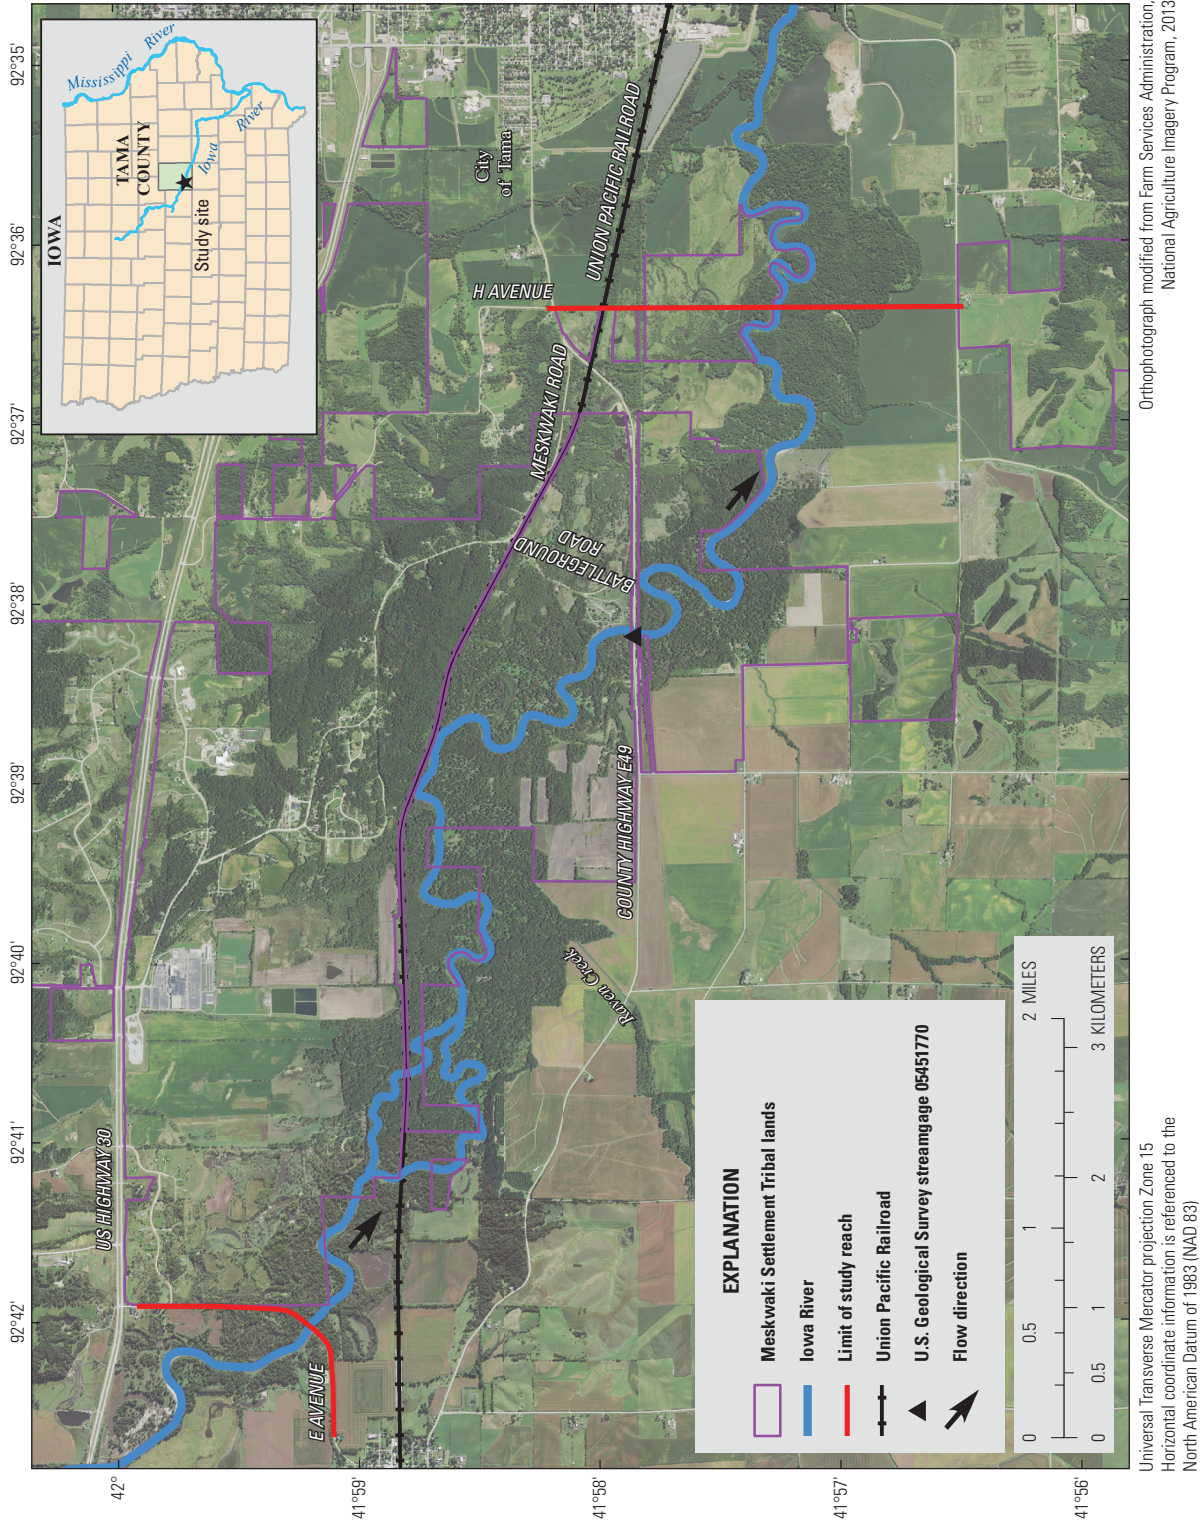 92°42'
92°41'
92°40'
92°39'
92°38'
92°37'
92°36'
92°35'
42°
41°59'
41°58'
41°57'
41°56'
IOWA
Mississippi
River
TAMA
COUNTY
Iowa
River
Study site
US HIGHWAY 30
E AVENUE
MESKWAKI ROAD
H AVENUE
City
of Tama
UNION PACIFIC RAILROAD
BATTLEGROUND
ROAD
COUNTY HIGHWAY E49
Raven Creek
EXPLANATION
Meskwaki Settlement Tribal lands
Iowa River
Limit of study reach
Union Pacific Railroad
U.S. Geological Survey streamgage 05451770
Flow direction
0 0.5 1 2 MILES
0 0.5 1 2 3 KILOMETERS
Universal Transverse Mercator projection Zone 15
Horizontal coordinate information is referenced to the
North American Datum of 1983 (NAD 83)
Orthophotograph modified from Farm Services Administration,
National Agriculture Imagery Program, 2013